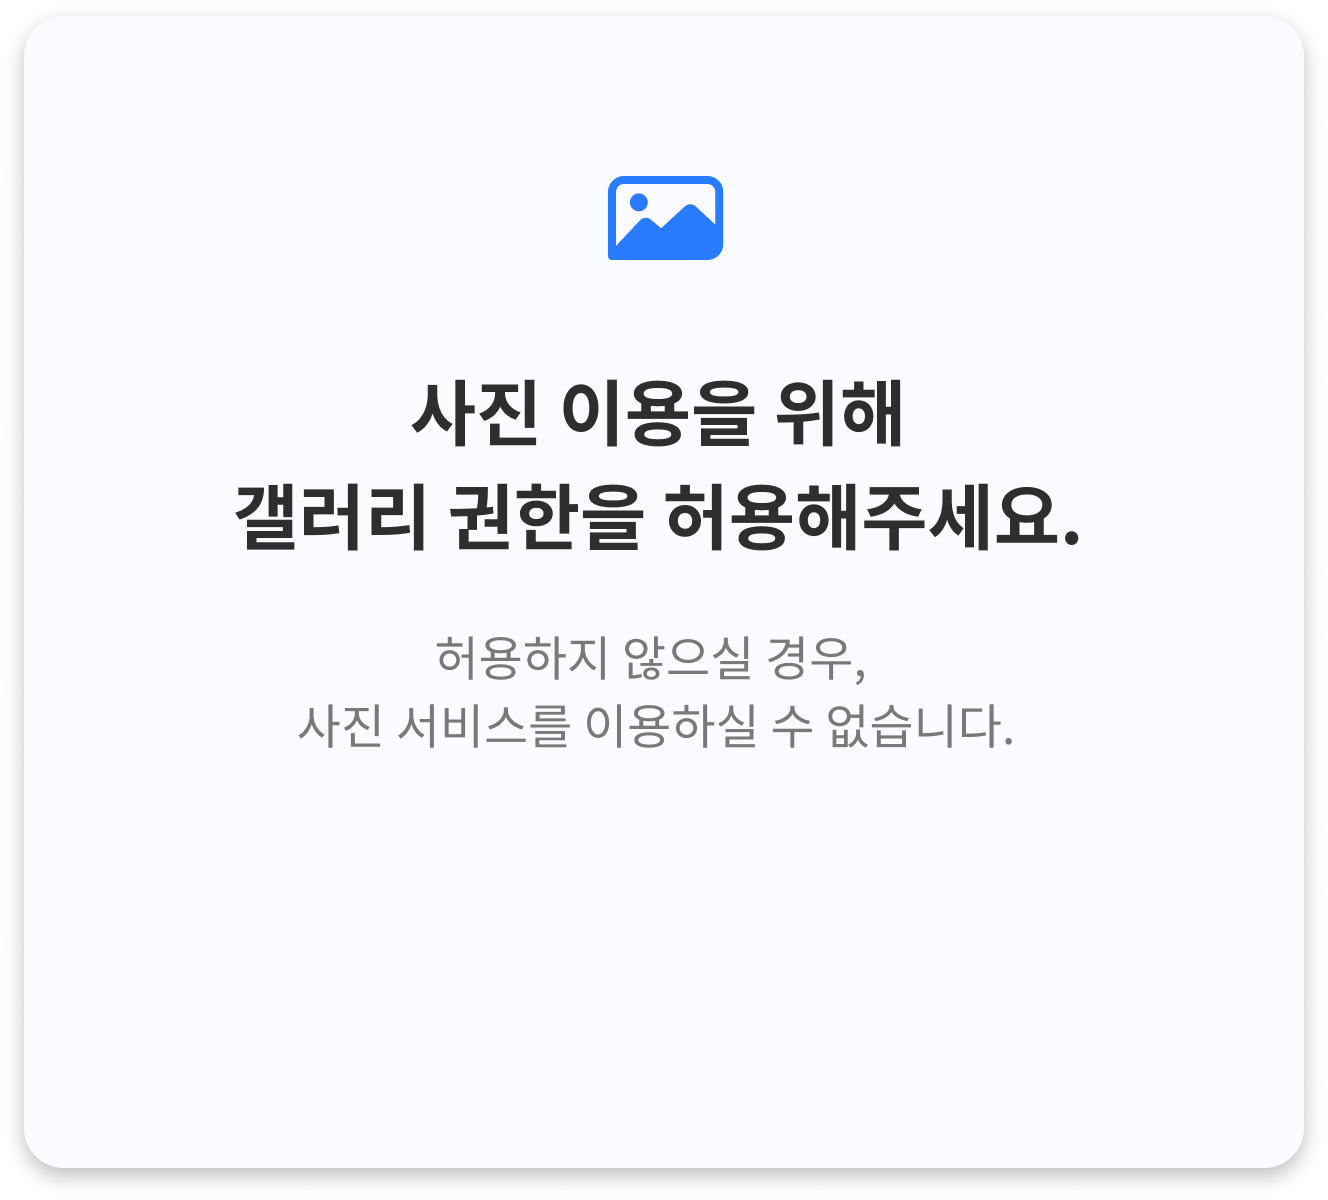 사진 이용을 위해
갤러리 권한을 허용해주세요.
허용하지 않으실 경우,
사진 서비스를 이용하실 수 없습니다.